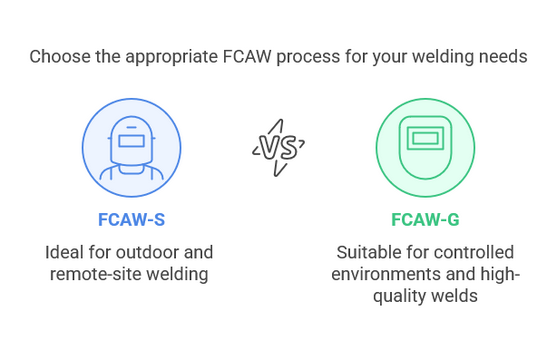 Choose the appropriate FCAW process for your welding needs
VS
FCAW-S
FCAW-G
Ideal for outdoor and
remote-site welding
Suitable for controlled
environments and high-
quality welds